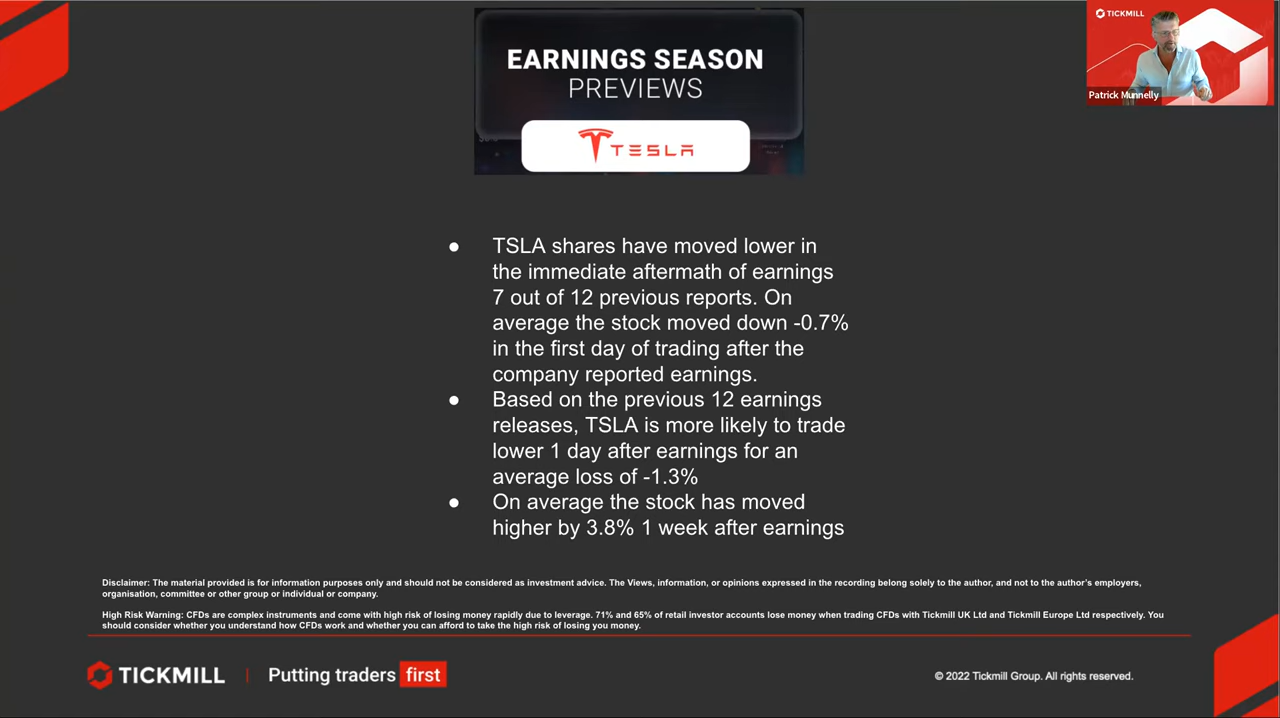 TICKMILL
Patrick Munnelly
EARNINGS SEASON
PREVIEWS
TESLA
● TSLA shares have moved lower in
the immediate aftermath of earnings
7 out of 12 previous reports. On
average the stock moved down -0.7%
in the first day of trading after the
company reported earnings.
● Based on the previous 12 earnings
releases, TSLA is more likely to trade
lower 1 day after earnings for an
average loss of -1.3%
● On average the stock has moved
higher by 3.8% 1 week after earnings
Disclaimer: The material provided is for information purposes only and should not be considered as investment advice. The Views, information, or opinions expressed in the recording belong solely to the author, and not to the author's employers,
organisation, committee or other group or individual or company.
High Risk Warning: CFDs are complex instruments and come with high risk of losing money rapidly due to leverage. 71% and 65% of retail investor accounts lose money when trading CFDs with Tickmill UK Ltd and Tickmill Europe Ltd respectively. You
should consider whether you understand how CFDs work and whether you can afford to take the high risk of losing you money.
TICKMILL | Putting traders first
© 2022 Tickmill Group. All rights reserved.